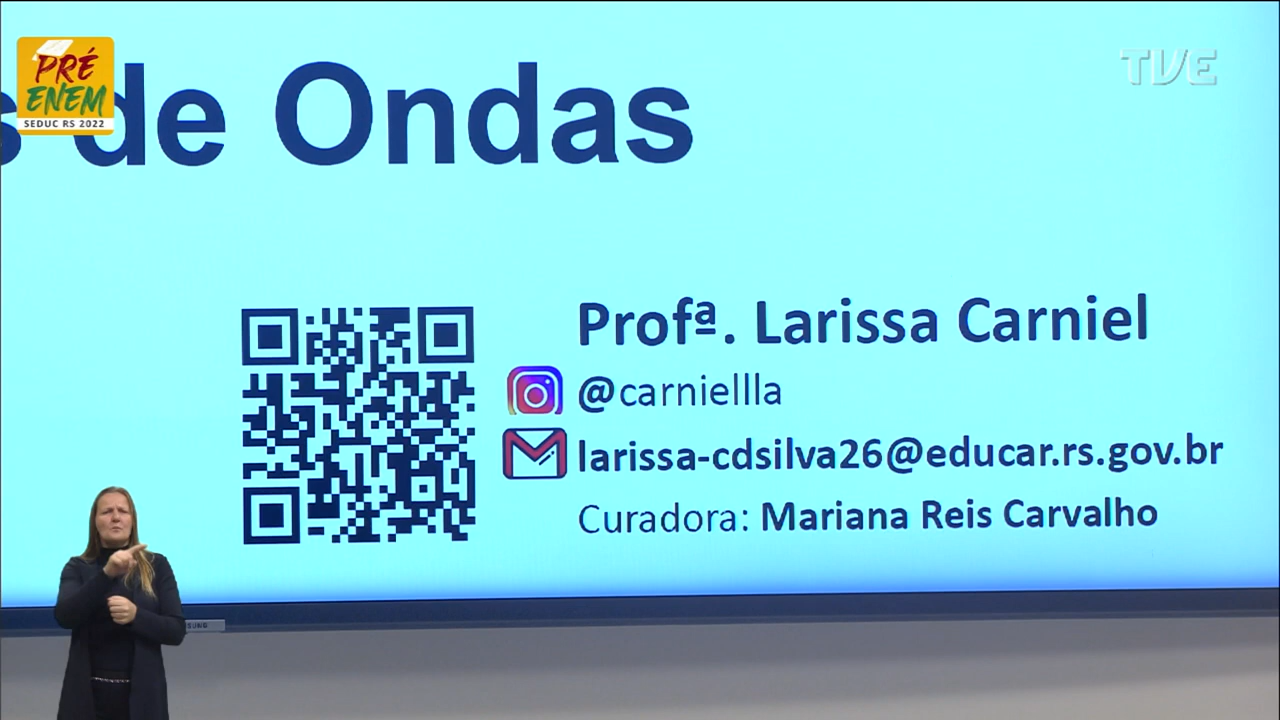 PRÉ
ENEM
SEDUC RS 2022
TVE
de Ondas
Profª. Larissa Carniel
@carniellla
larissa-cdsilva26@educar.rs.gov.br
Curadora: Mariana Reis Carvalho